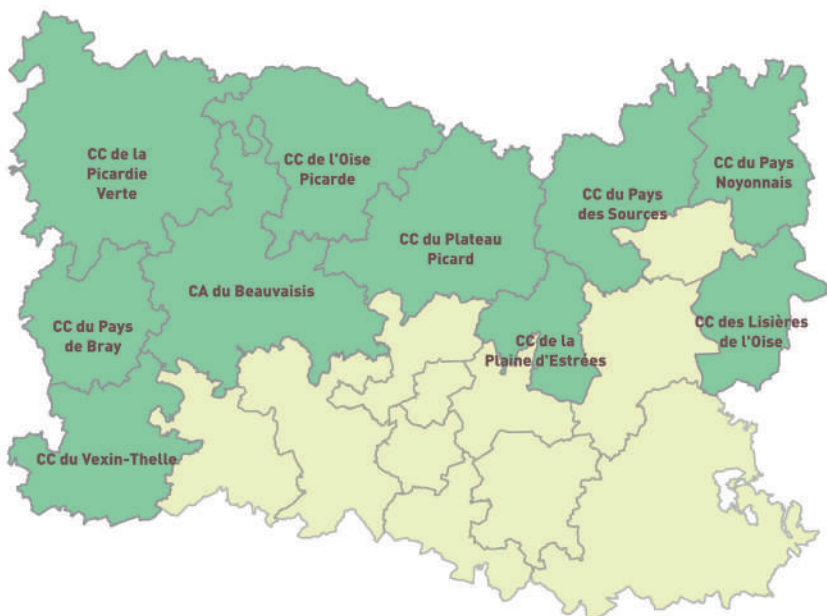 CC de la
Picardie
Verte
CC de l'Oise
Picarde
CC du Pays
Noyonnais
CC du Pays
des Sources
CC du Plateau
Picard
CA du Beauvaisis
CC du Pays
de Bray
CC de la
Plaine d'Estrées
CC des Lisières
de l'Oise
CC du Vexin-Thelle